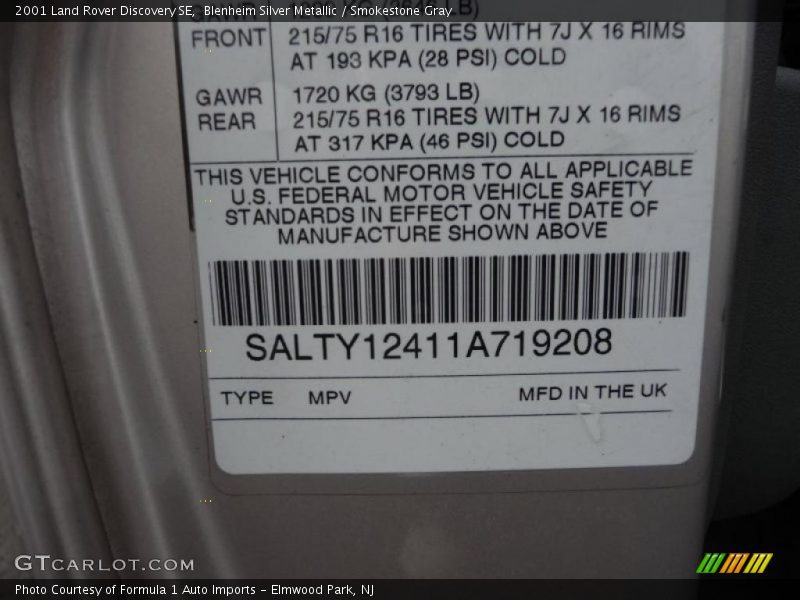 2001 Land Rover Discovery SE, Blenheim Silver Metallic / Smokestone Gray
GAWR
FRONT
215/75 R16 TIRES WITH 7J X 16 RIMS
AT 193 KPA (28 PSI) COLD
GAWR
REAR
1720 KG (3793 LB)
215/75 R16 TIRES WITH 7J X 16 RIMS
AT 317 KPA (46 PSI) COLD
THIS VEHICLE CONFORMS TO ALL APPLICABLE
U.S. FEDERAL MOTOR VEHICLE SAFETY
STANDARDS IN EFFECT ON THE DATE OF
MANUFACTURE SHOWN ABOVE
SALTY12411A719208
TYPE MPV MFD IN THE UK
GTCARLOT.COM
Photo Courtesy of Formula 1 Auto Imports - Elmwood Park, NJ